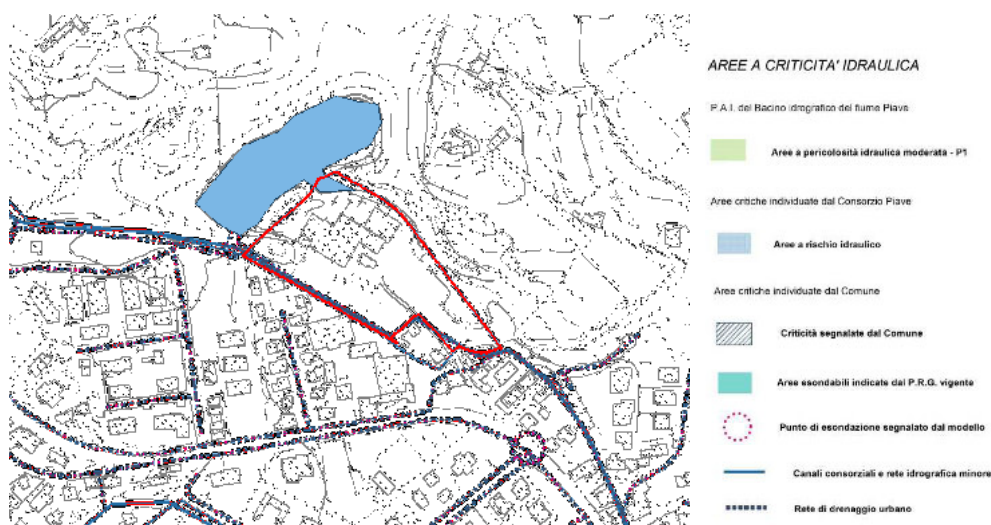 AREE A CRITICITA' IDRAULICA
P.A.I. del Bacino Idrografico del fiume Piave
Aree a pericolosità idraulica moderata - P1
Aree critiche individuate dal Consorzio Piave
Aree a rischio idraulico
Aree critiche individuate dal Comune
Criticità segnalate dal Comune
Aree esondabili indicate dal P.R.G. vigente
Punto di esondazione segnalato dal modello
Canali consorziali e rete idrografica minore
Rete di drenaggio urbano